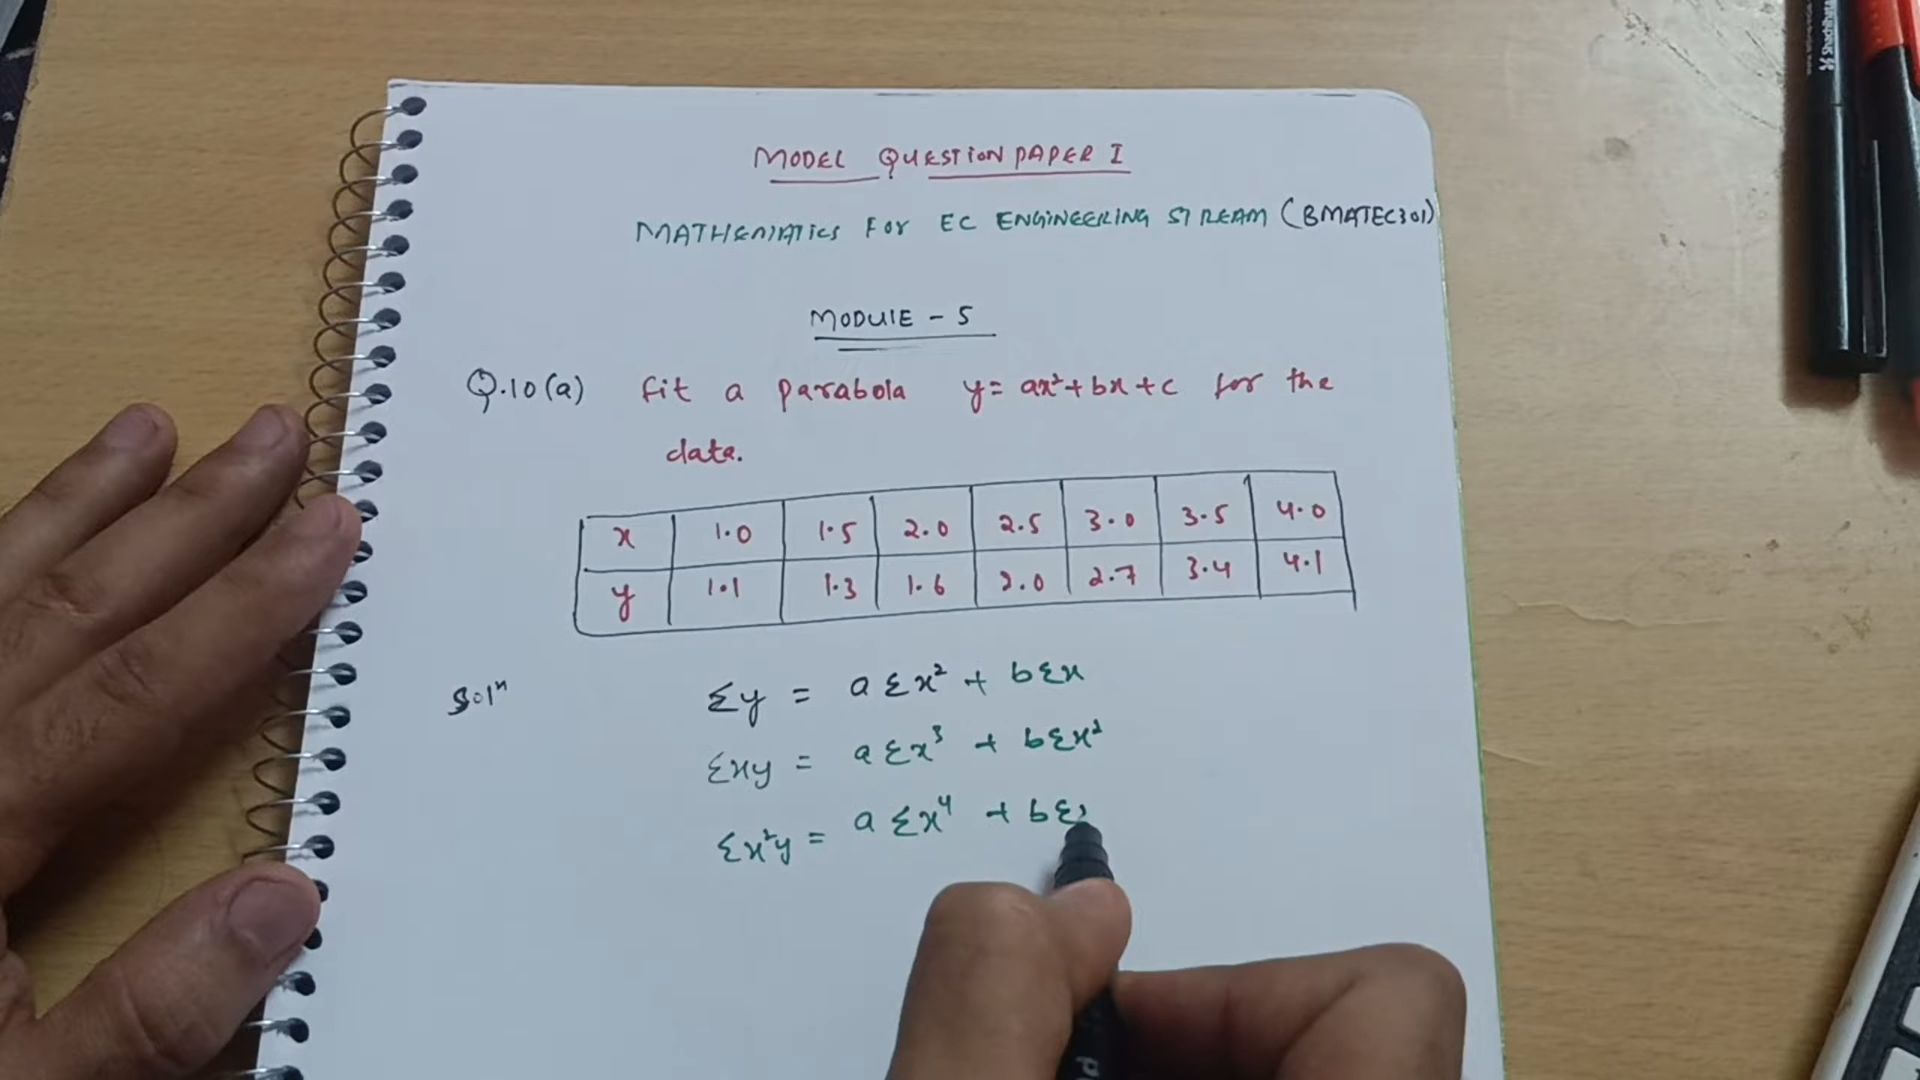 MODEL QUESTION PAPER I
MATHEMATICS FOR EC ENGINEERING STREAM (BMATEC301)
MODULE - 5
Q.10(a) Fit a parabola y = ax² + bx + c for the
data.
x 1.0 1.5 2.0 2.5 3.0 3.5 4.0
y 1.1 1.3 1.6 2.0 2.7 3.4 4.1
Solⁿ Σy = aΣx² + bΣx
Σxy = aΣx³ + bΣx²
Σx²y = aΣx⁴ + bΣ